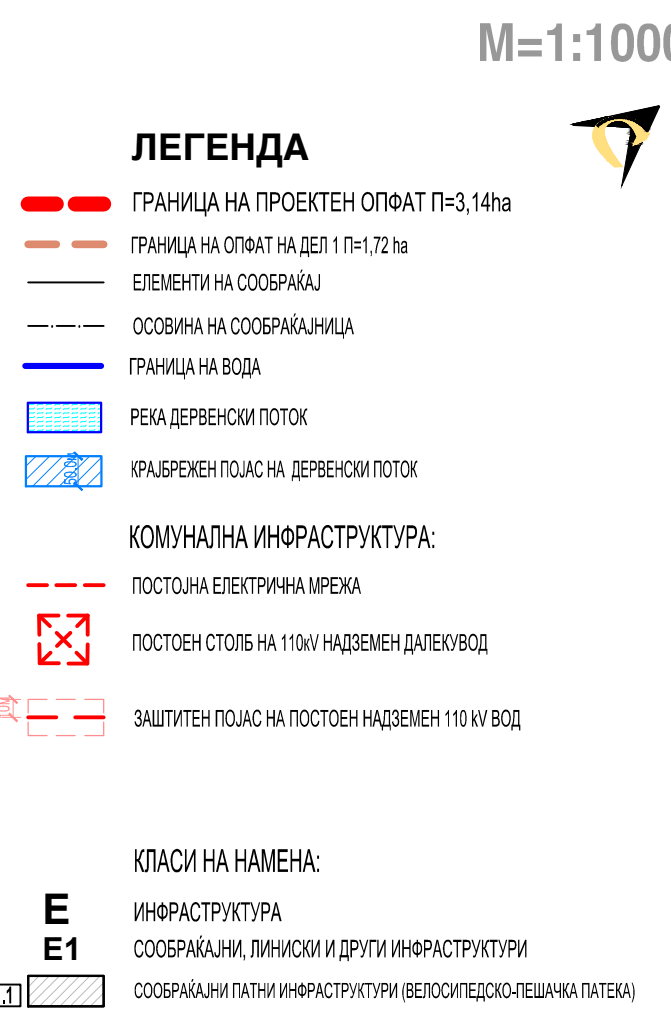 M=1:1000
ЛЕГЕНДА
ГРАНИЦА НА ПРОЕКТЕН ОПФАТ П=3,14ha
ГРАНИЦА НА ОПФАТ НА ДЕЛ 1 П=1,72 ha
ЕЛЕМЕНТИ НА СООБРАЌАЈ
ОСОВИНА НА СООБРАЌАЈНИЦА
ГРАНИЦА НА ВОДА
РЕКА ДЕРВЕНСКИ ПОТОК
50.0м
КРАЈБРЕЖЕН ПОЈАС НА ДЕРВЕНСКИ ПОТОК
КОМУНАЛНА ИНФРАСТРУКТУРА:
ПОСТОЈНА ЕЛЕКТРИЧНА МРЕЖА
ПОСТОЕН СТОЛБ НА 110кV НАДЗЕМЕН ДАЛЕКУВОД
ЗАШТИТЕН ПОЈАС НА ПОСТОЕН НАДЗЕМЕН 110 kV ВОД
КЛАСИ НА НАМЕНА:
Е ИНФРАСТРУКТУРА
Е1 СООБРАЌАЈНИ, ЛИНИСКИ И ДРУГИ ИНФРАСТРУКТУРИ
.1 СООБРАЌАЈНИ ПАТНИ ИНФРАСТРУКТУРИ (ВЕЛОСИПЕДСКО-ПЕШАЧКА ПАТЕКА)